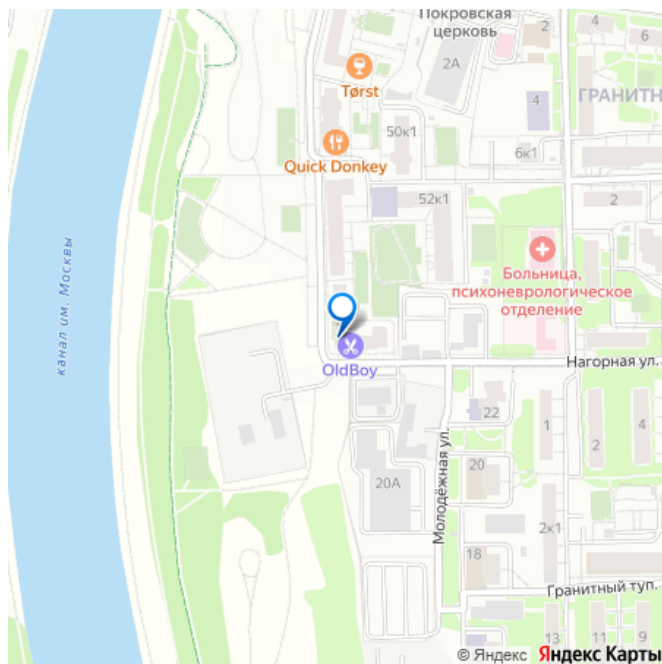 Покровская
церковь
2
4
6
2А
Tørst
ГРАНИТН
4
50к1
6к1
Quick Donkey
52к1
2
Больница,
психоневрологическое
отделение
канал им. Москвы
OldBoy
Нагорная ул.
22
1
2
4
Молодёжная ул.
20
20А
2к1
18
Гранитный туп.
13
11
9
© Яндекс Яндекс Карты